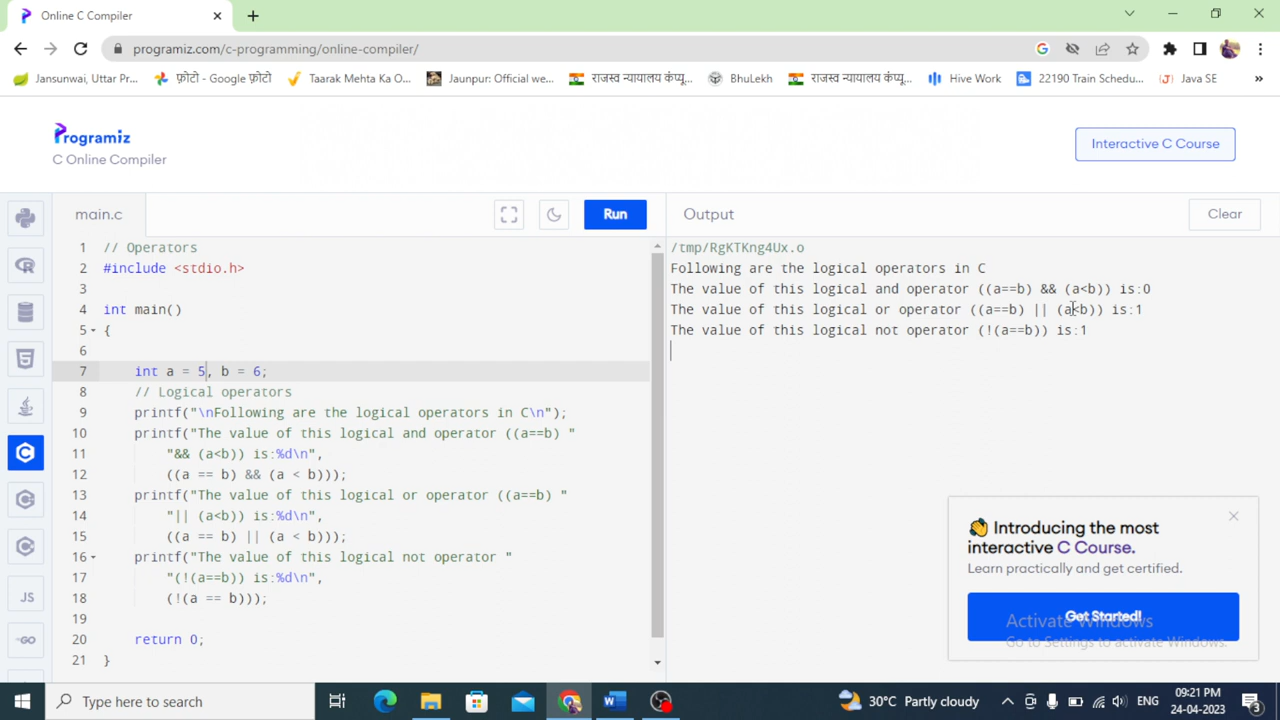 Online C Compiler
programiz.com/c-programming/online-compiler/
Jansunwai, Uttar Pr... फ़ोटो - Google फ़ोटो Taarak Mehta Ka O... Jaunpur: Official we... राजस्व न्यायालय कंप्यू... BhuLekh राजस्व न्यायालय कंप्यू... Hive Work 22190 Train Schedu... Java SE »
Programiz
C Online Compiler
Interactive C Course
main.c
Run
Output
Clear
1 // Operators
2 #include <stdio.h>
3
4 int main()
5 {
6
7 int a = 5, b = 6;
8 // Logical operators
9 printf("\nFollowing are the logical operators in C\n");
10 printf("The value of this logical and operator ((a==b) "
11 "&& (a<b)) is:%d\n",
12 ((a == b) && (a < b)));
13 printf("The value of this logical or operator ((a==b) "
14 "|| (a<b)) is:%d\n",
15 ((a == b) || (a < b)));
16 printf("The value of this logical not operator "
17 "(!(a==b)) is:%d\n",
18 (!(a == b)));
19
20 return 0;
21 }
/tmp/RgKTKng4Ux.o
Following are the logical operators in C
The value of this logical and operator ((a==b) && (a<b)) is:0
The value of this logical or operator ((a==b) || (a<b)) is:1
The value of this logical not operator (!(a==b)) is:1
JS
GO
Introducing the most
interactive C Course.
Learn practically and get certified.
Get Started!
Activate Windows
Go to Settings to activate Windows.
Type here to search
30°C Partly cloudy
ENG
09:21 PM
24-04-2023
3